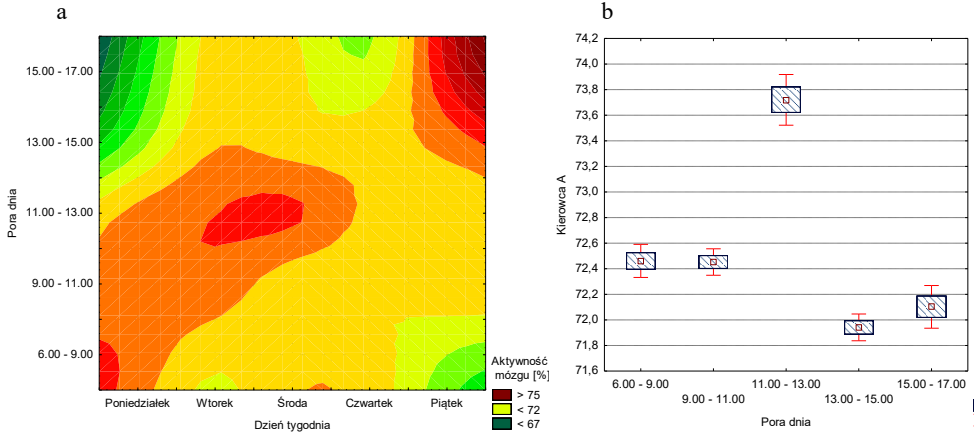 a
15.00 - 17.00
13.00 - 15.00
11.00 - 13.00
9.00 - 11.00
6.00 - 9.00
Pora dnia
Poniedziałek Wtorek Środa Czwartek Piątek
Dzień tygodnia
Aktywność
mózgu [%]
> 75
< 72
< 67
b
74,2
74,0
73,8
73,6
73,4
73,2
73,0
72,8
72,6
72,4
72,2
72,0
71,8
71,6
Kierowca A
6.00 - 9.00 11.00 - 13.00 15.00 - 17.00
9.00 - 11.00 13.00 - 15.00
Pora dnia